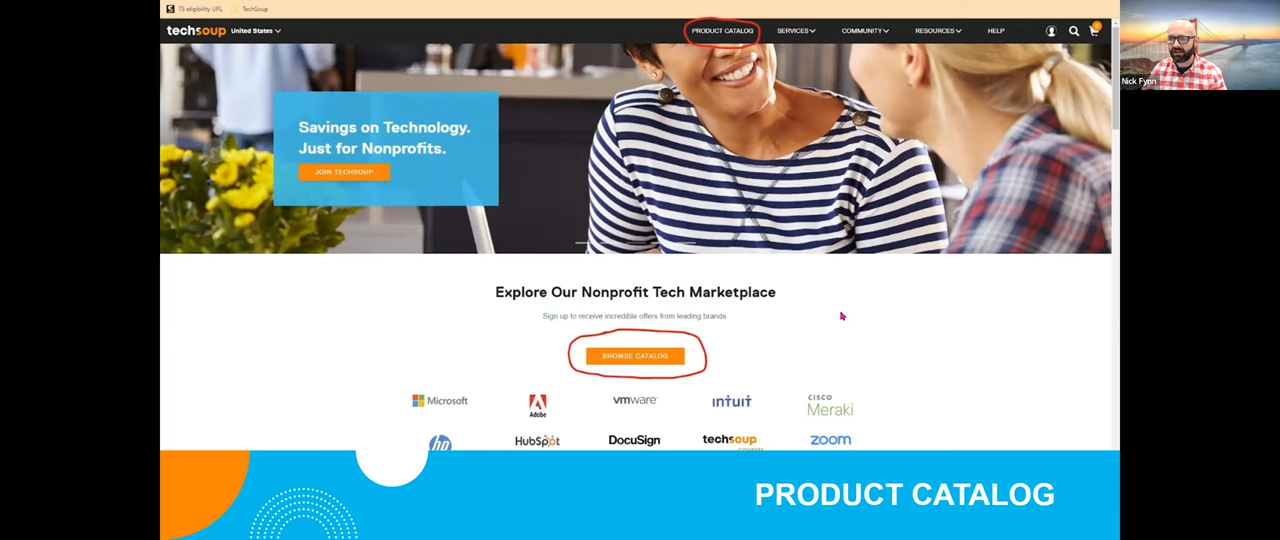 TS eligibility URL
TechSoup
techsoup United States
PRODUCT CATALOG
SERVICES
COMMUNITY
RESOURCES
HELP
0
Nick Fynn
Savings on Technology.
Just for Nonprofits.
JOIN TECHSOUP
Explore Our Nonprofit Tech Marketplace
Sign up to receive incredible offers from leading brands
BROWSE CATALOG
Microsoft
Adobe
vmware
intuit
CISCO
Meraki
hp
HubSpot
DocuSign
techsoup
zoom
PRODUCT CATALOG